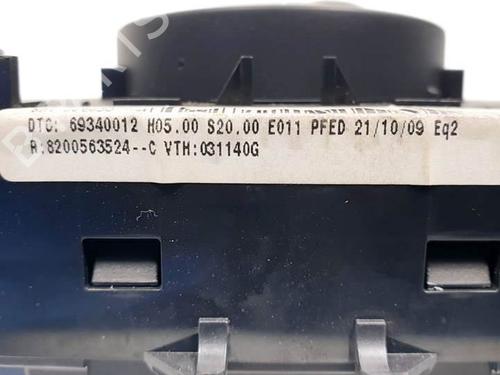 DTC: 69340012 H05.00 S20.00 E011 PFED 21/10/09 Eq2
R:8200563524--C VTH:031140G